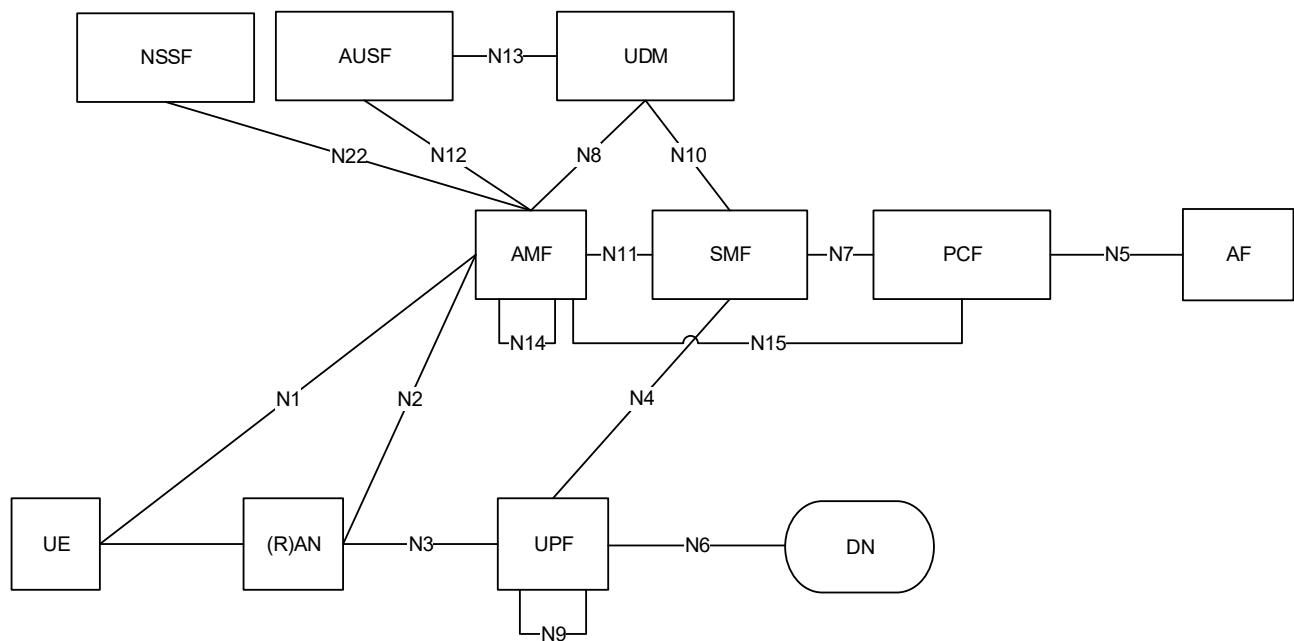 NSSF
AUSF
N13
UDM
N22
N12
N8
N10
AMF
N11
SMF
N7
PCF
N5
AF
N14
N15
N1
N2
N4
UE
(R)AN
N3
UPF
N6
DN
N9